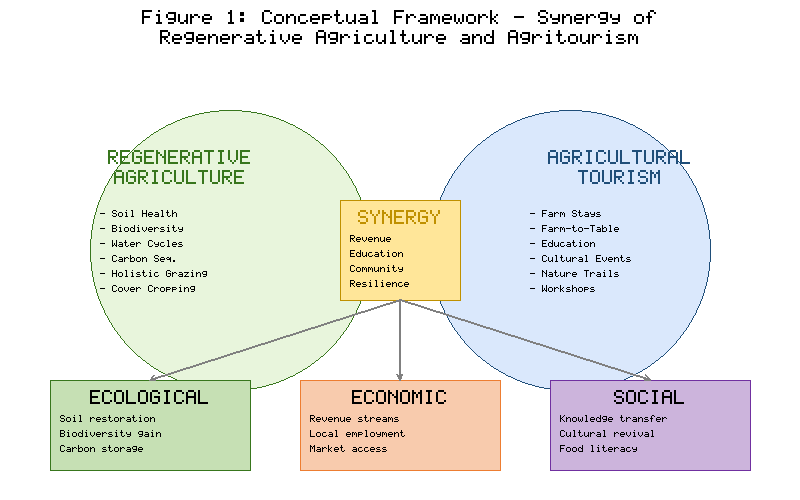 Figure 1: Conceptual Framework - Synergy of
Regenerative Agriculture and Agritourism
REGENERATIVE
AGRICULTURE
- Soil Health
- Biodiversity
- Water Cycles
- Carbon Seq.
- Holistic Grazing
- Cover Cropping
SYNERGY
Revenue
Education
Community
Resilience
AGRICULTURAL
TOURISM
- Farm Stays
- Farm-to-Table
- Education
- Cultural Events
- Nature Trails
- Workshops
ECOLOGICAL
Soil restoration
Biodiversity gain
Carbon storage
ECONOMIC
Revenue streams
Local employment
Market access
SOCIAL
Knowledge transfer
Cultural revival
Food literacy